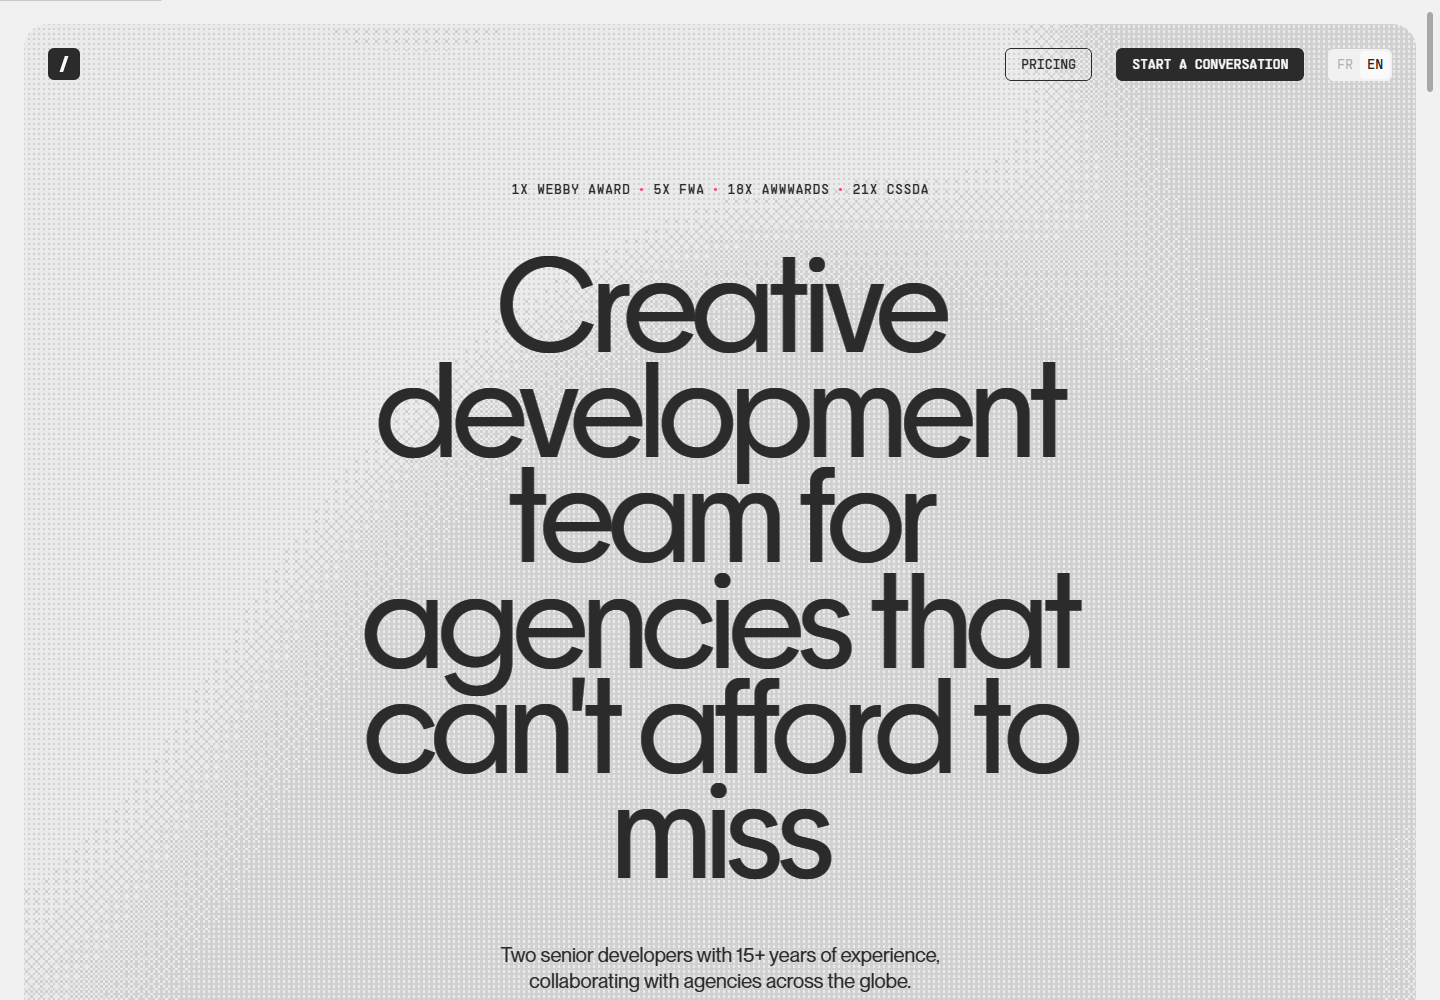 /
PRICING
START A CONVERSATION
FR EN
1X WEBBY AWARD • 5X FWA • 18X AWWWARDS • 21X CSSDA
Creative
development
team for
agencies that
can't afford to
miss
Two senior developers with 15+ years of experience,
collaborating with agencies across the globe.